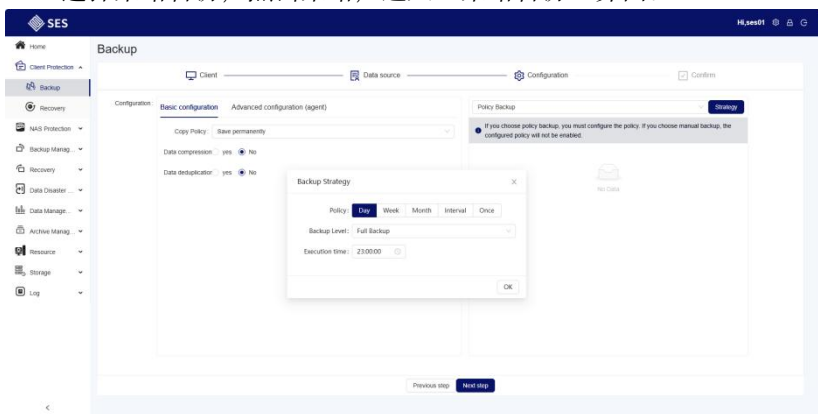 SES
Hi,ses01
Home
Client Protection
Backup
Recovery
NAS Protection
Backup Manag...
Recovery
Data Disaster ...
Data Manage...
Archive Manag...
Resource
Storage
Log
Backup
Client
Data source
Configuration
Confirm
Configuration:
Basic configuration
Advanced configuration (agent)
Copy Policy:
Save permanently
Data compression
yes
No
Data deduplication
yes
No
Policy Backup
Strategy
If you choose policy backup, you must configure the policy. If you choose manual backup, the
configured policy will not be enabled.
No Data
Backup Strategy
Policy:
Day
Week
Month
Interval
Once
Backup Level:
Full Backup
Execution time:
23:00:00
OK
Previous step
Next step